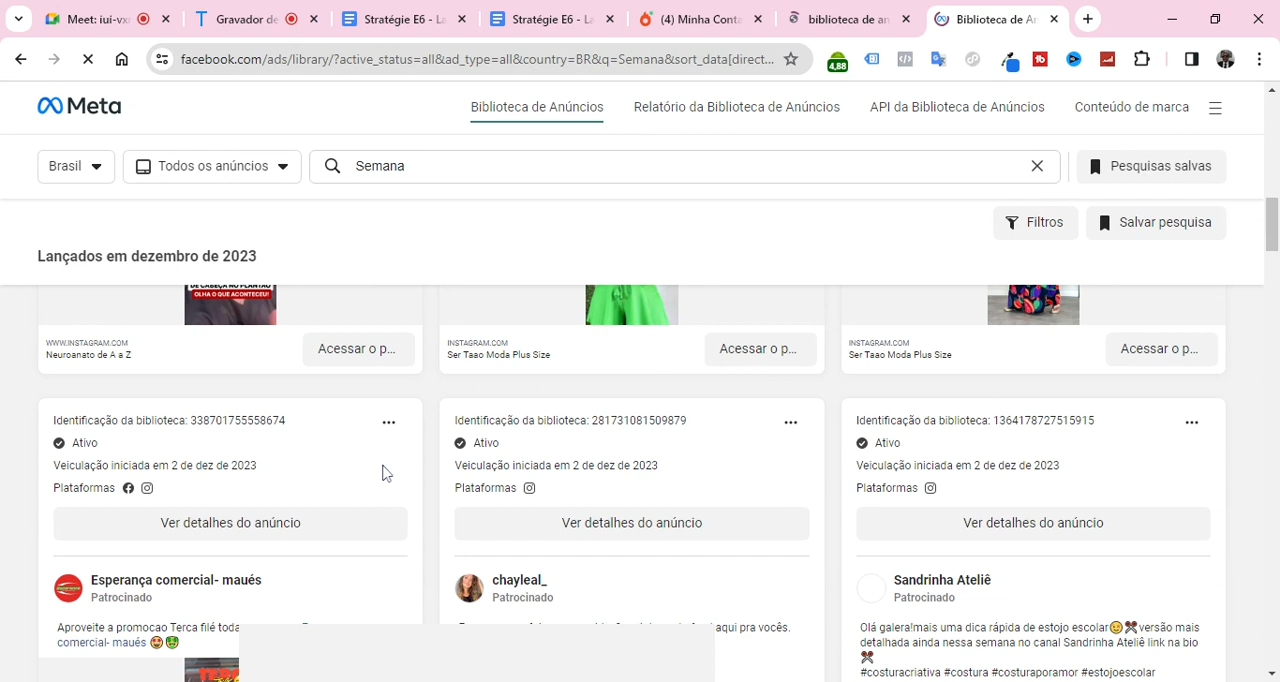 Meet: iui-vx
Gravador de
Stratégie E6 - L
Stratégie E6 - L
(4) Minha Conta
biblioteca de an
Biblioteca de An
facebook.com/ads/library/?active_status=all&ad_type=all&country=BR&q=Semana&sort_data[direct...
4,88
Meta
Biblioteca de Anúncios
Relatório da Biblioteca de Anúncios
API da Biblioteca de Anúncios
Conteúdo de marca
Brasil
Todos os anúncios
Semana
Pesquisas salvas
Filtros
Salvar pesquisa
Lançados em dezembro de 2023
DE CABEÇA NO PLANTÃO
OLHA O QUE ACONTECEU!
WWW.INSTAGRAM.COM
Neuroanato de A a Z
Acessar o p...
INSTAGRAM.COM
Ser Taao Moda Plus Size
Acessar o p...
INSTAGRAM.COM
Ser Taao Moda Plus Size
Acessar o p...
Identificação da biblioteca: 338701755558674
Ativo
Veiculação iniciada em 2 de dez de 2023
Plataformas
Ver detalhes do anúncio
Esperança comercial- maués
Patrocinado
Aproveite a promocao Terca filé toda
comercial- maués 🤩🤑
Identificação da biblioteca: 281731081509879
Ativo
Veiculação iniciada em 2 de dez de 2023
Plataformas
Ver detalhes do anúncio
chayleal_
Patrocinado
aqui pra vocês.
Identificação da biblioteca: 1364178727515915
Ativo
Veiculação iniciada em 2 de dez de 2023
Plataformas
Ver detalhes do anúncio
Sandrinha Ateliê
Patrocinado
Olá galera!mais uma dica rápida de estojo escolar😉✂️versão mais
detalhada ainda nessa semana no canal Sandrinha Ateliê link na bio
✂️
#costuracriativa #costura #costuraporamor #estojoescolar